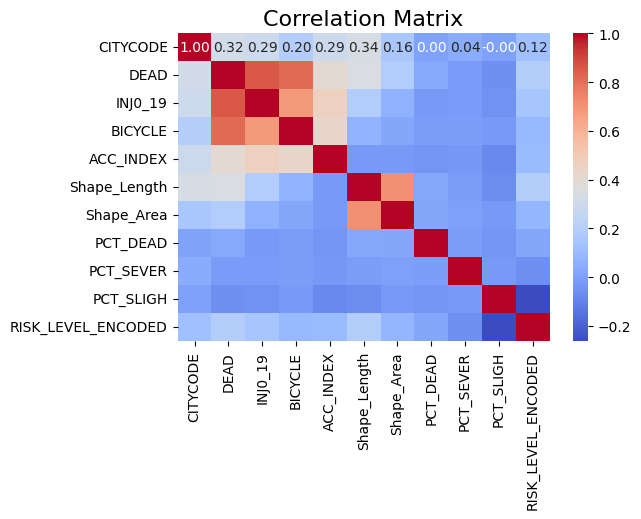 Correlation Matrix
CITYCODE 1.00 0.32 0.29 0.20 0.29 0.34 0.16 0.00 0.04 -0.00 0.12
DEAD
INJ0_19
BICYCLE
ACC_INDEX
Shape_Length
Shape_Area
PCT_DEAD
PCT_SEVER
PCT_SLIGH
RISK_LEVEL_ENCODED
CITYCODE
DEAD
INJ0_19
BICYCLE
ACC_INDEX
Shape_Length
Shape_Area
PCT_DEAD
PCT_SEVER
PCT_SLIGH
RISK_LEVEL_ENCODED
1.0
0.8
0.6
0.4
0.2
0.0
-0.2